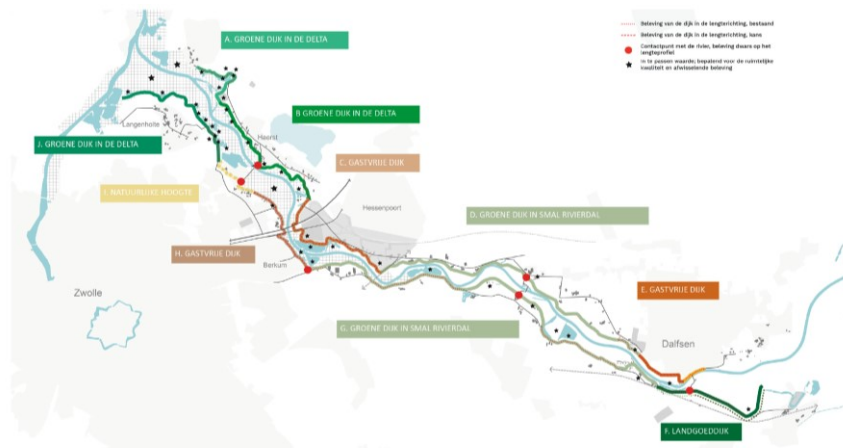 Beleving van de dijk in de lengterichting, bestaand
Beleving van de dijk in de lengterichting, kans
Contactpunt met de rivier, beleving dwars op het
lengteprofiel
In te passen waarde, bepalend voor de ruimtelijke
kwaliteit en afwisselende beleving
A. GROENE DIJK IN DE DELTA
B GROENE DIJK IN DE DELTA
Langenholte
Haerst
J. GROENE DIJK IN DE DELTA
C. GASTVRIJE DIJK
I. NATUURLIJKE HOOGTE
Hessenpoort
D. GROENE DIJK IN SMAL RIVIERDAL
H. GASTVRIJE DIJK
Berkum
Zwolle
E. GASTVRIJE DIJK
G. GROENE DIJK IN SMAL RIVIERDAL
Dalfsen
F. LANDGOEDDIJK